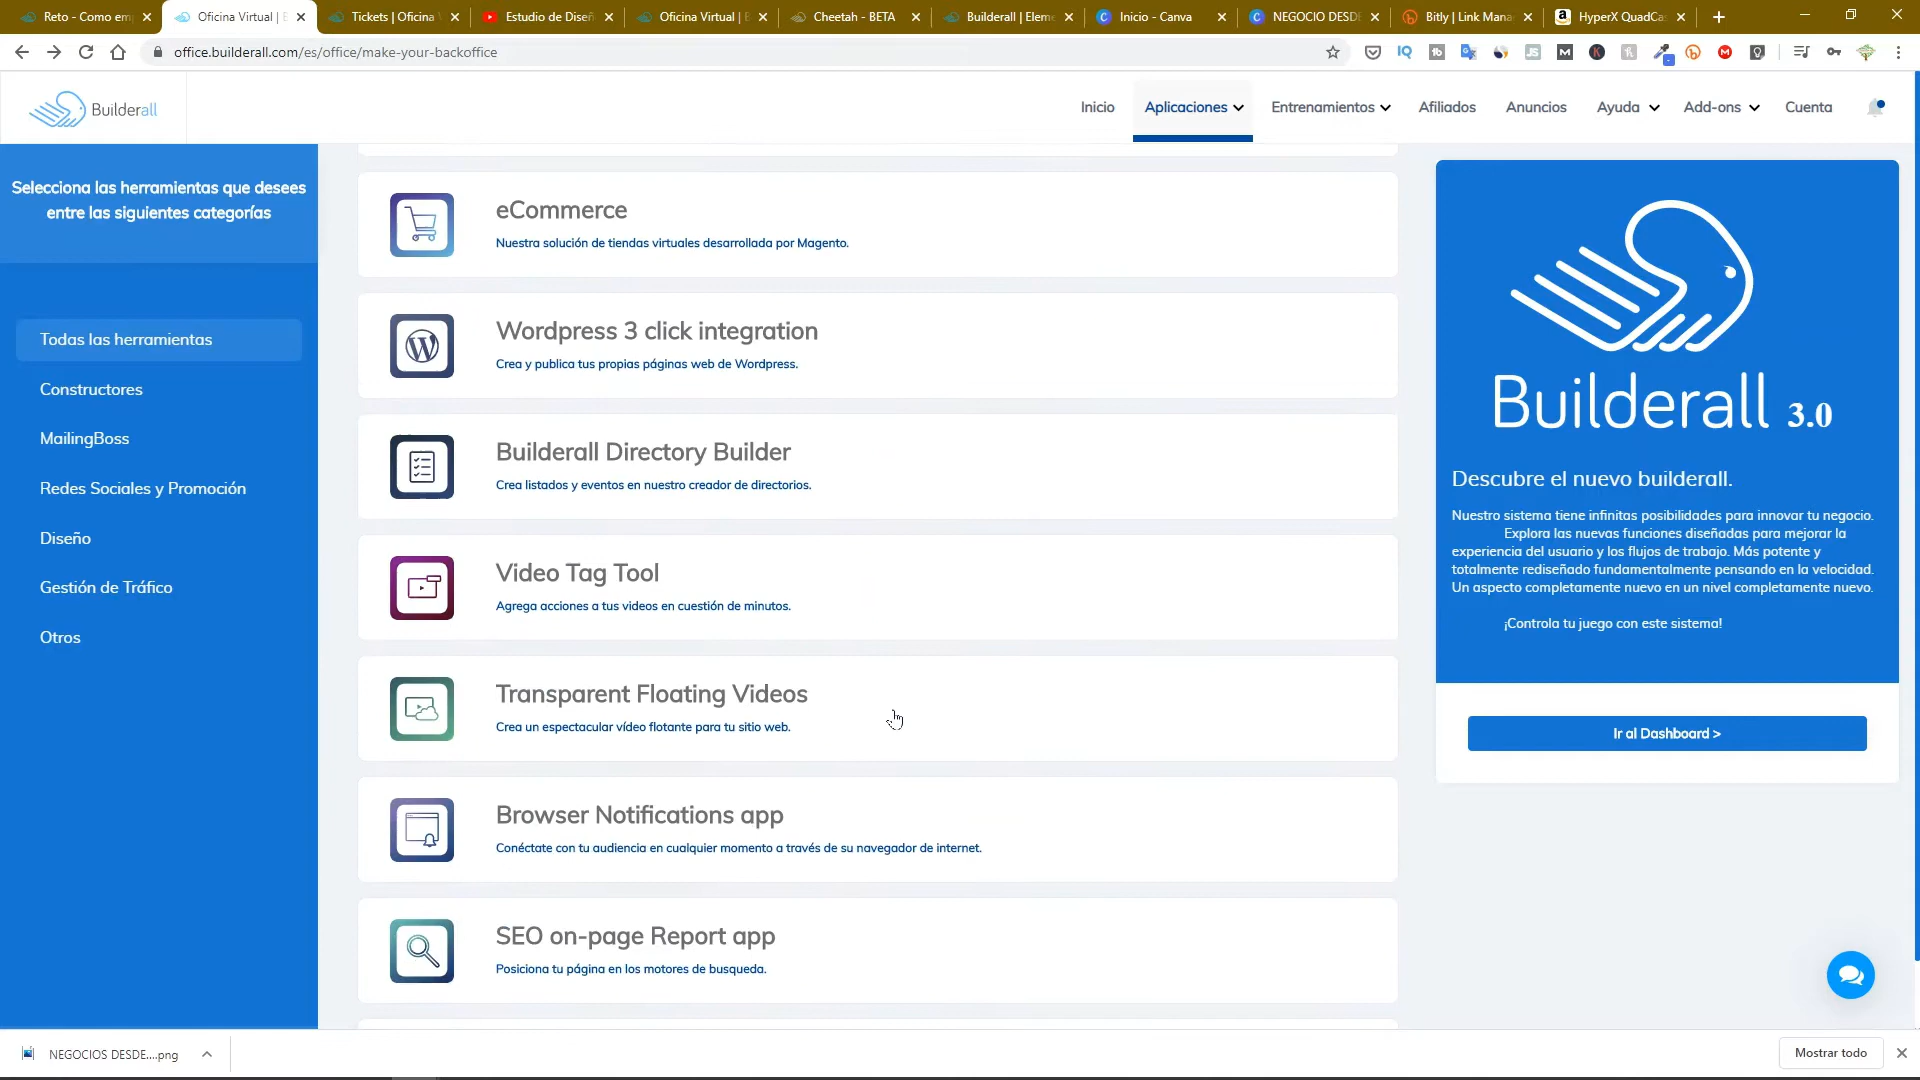 Reto - Como em
Oficina Virtual | B
Tickets | Oficina V
Estudio de Diseñ
Oficina Virtual | B
Cheetah - BETA
Builderall | Eleme
Inicio - Canva
NEGOCIO DESDE
Bitly | Link Mana
HyperX QuadCa
office.builderall.com/es/office/make-your-backoffice
Builderall
Inicio
Aplicaciones
Entrenamientos
Afiliados
Anuncios
Ayuda
Add-ons
Cuenta
Selecciona las herramientas que desees
entre las siguientes categorías
Todas las herramientas
Constructores
MailingBoss
Redes Sociales y Promoción
Diseño
Gestión de Tráfico
Otros
eCommerce
Nuestra solución de tiendas virtuales desarrollada por Magento.
Wordpress 3 click integration
Crea y publica tus propias páginas web de Wordpress.
Builderall Directory Builder
Crea listados y eventos en nuestro creador de directorios.
Video Tag Tool
Agrega acciones a tus videos en cuestión de minutos.
Transparent Floating Videos
Crea un espectacular vídeo flotante para tu sitio web.
Browser Notifications app
Conéctate con tu audiencia en cualquier momento a través de su navegador de internet.
SEO on-page Report app
Posiciona tu página en los motores de busqueda.
Builderall 3.0
Descubre el nuevo builderall.
Nuestro sistema tiene infinitas posibilidades para innovar tu negocio.
Explora las nuevas funciones diseñadas para mejorar la
experiencia del usuario y los flujos de trabajo. Más potente y
totalmente rediseñado fundamentalmente pensando en la velocidad.
Un aspecto completamente nuevo en un nivel completamente nuevo.
¡Controla tu juego con este sistema!
Ir al Dashboard >
NEGOCIOS DESDE....png
Mostrar todo